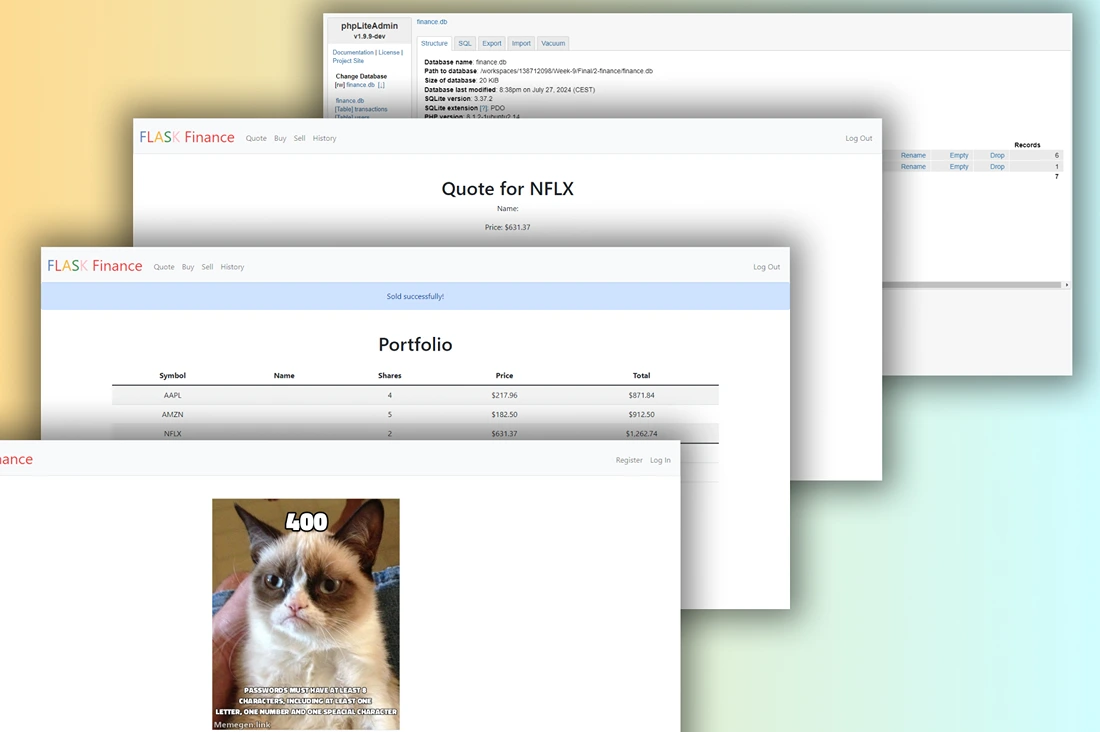 phpLiteAdmin
v1.9.9-dev
Documentation | License |
Project Site
Change Database
[rw] finance.db [↓]
finance.db
[Table] transactions
finance.db
Structure SQL Export Import Vacuum
Database name: finance.db
Path to database: /workspaces/138712098/Week-9/Final/2-finance/finance.db
Size of database: 20 KiB
Database last modified: 8:38pm on July 27, 2024 (CEST)
SQLite version: 3.37.2
SQLite extension [?]: PDO
PHP version: 8.1.2-1ubuntu2.14
Records
Rename Empty Drop 6
Rename Empty Drop 1
7
FLASK Finance Quote Buy Sell History Log Out
Quote for NFLX
Name:
Price: $631.37
FLASK Finance Quote Buy Sell History Log Out
Sold successfully!
Portfolio
Symbol Name Shares Price Total
AAPL 4 $217.96 $871.84
AMZN 5 $182.50 $912.50
NFLX 2 $631.37 $1,262.74
nance Register Log In
400
PASSWORDS MUST HAVE AT LEAST 8
CHARACTERS, INCLUDING AT LEAST ONE
LETTER, ONE NUMBER AND ONE SPEACIAL CHARACTER
Memegen.link